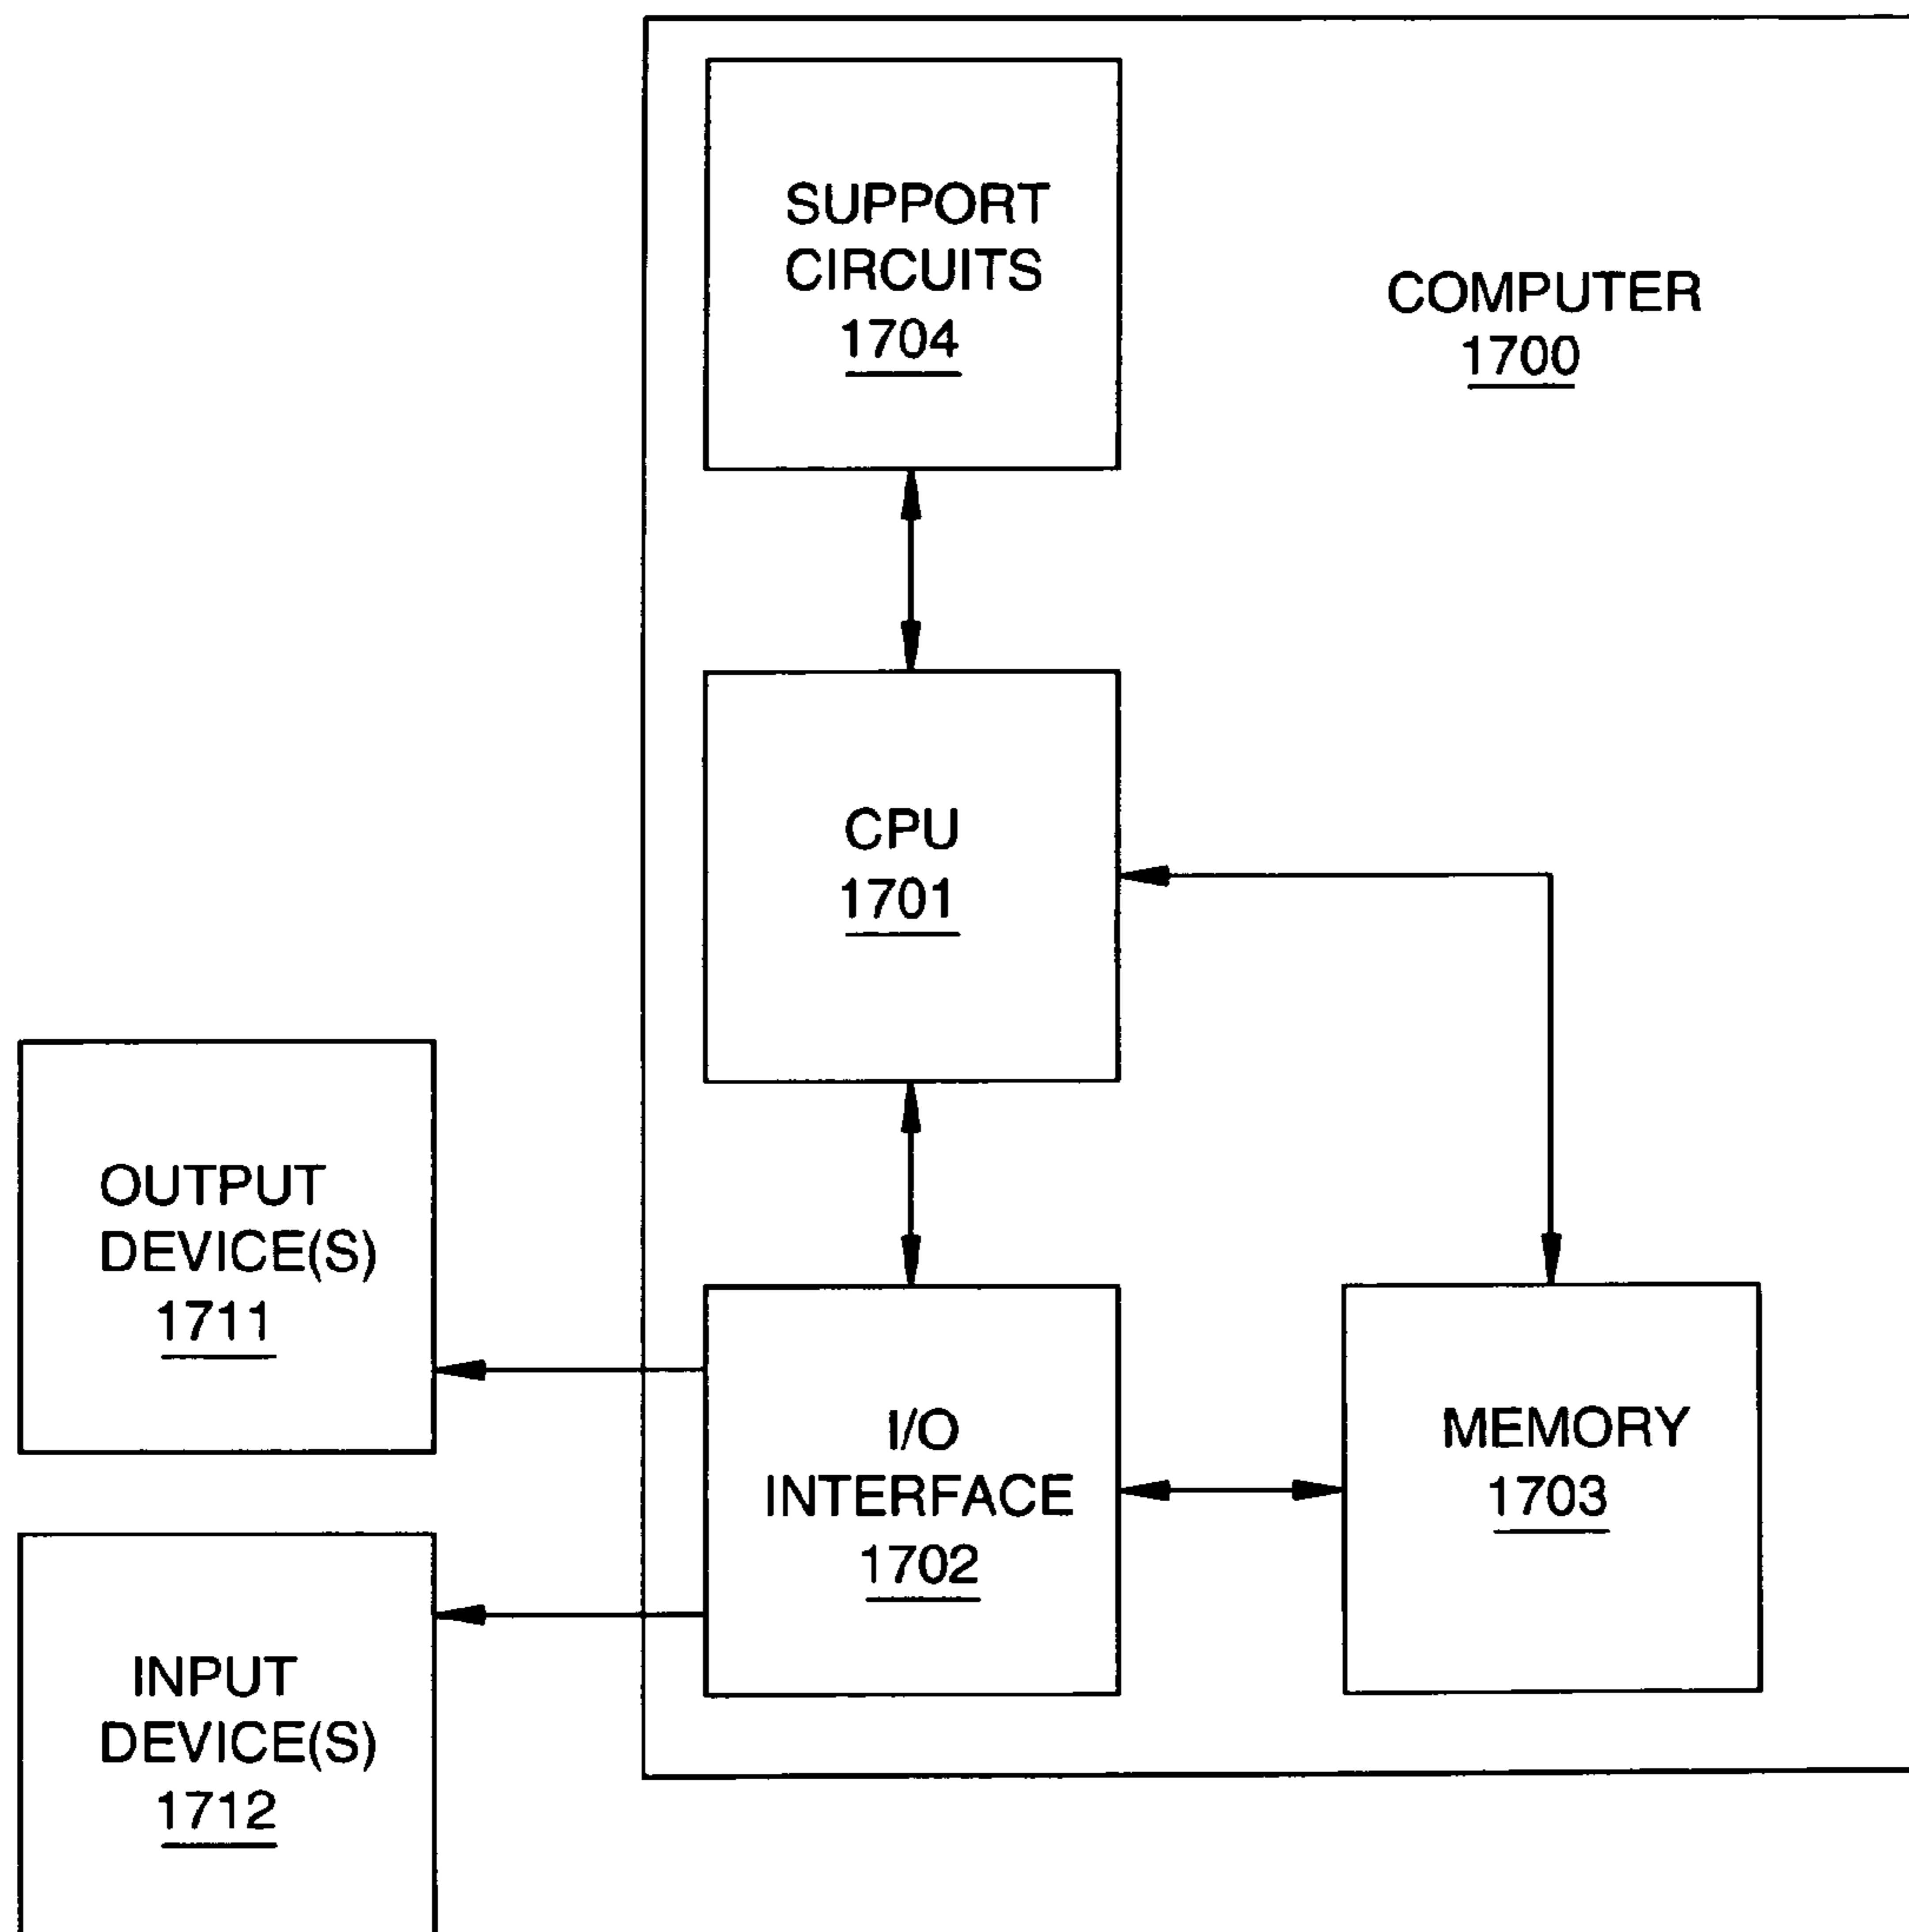 SUPPORT
CIRCUITS
1704
COMPUTER
1700
CPU
1701
OUTPUT
DEVICE(S)
1711
I/O
INTERFACE
1702
MEMORY
1703
INPUT
DEVICE(S)
1712